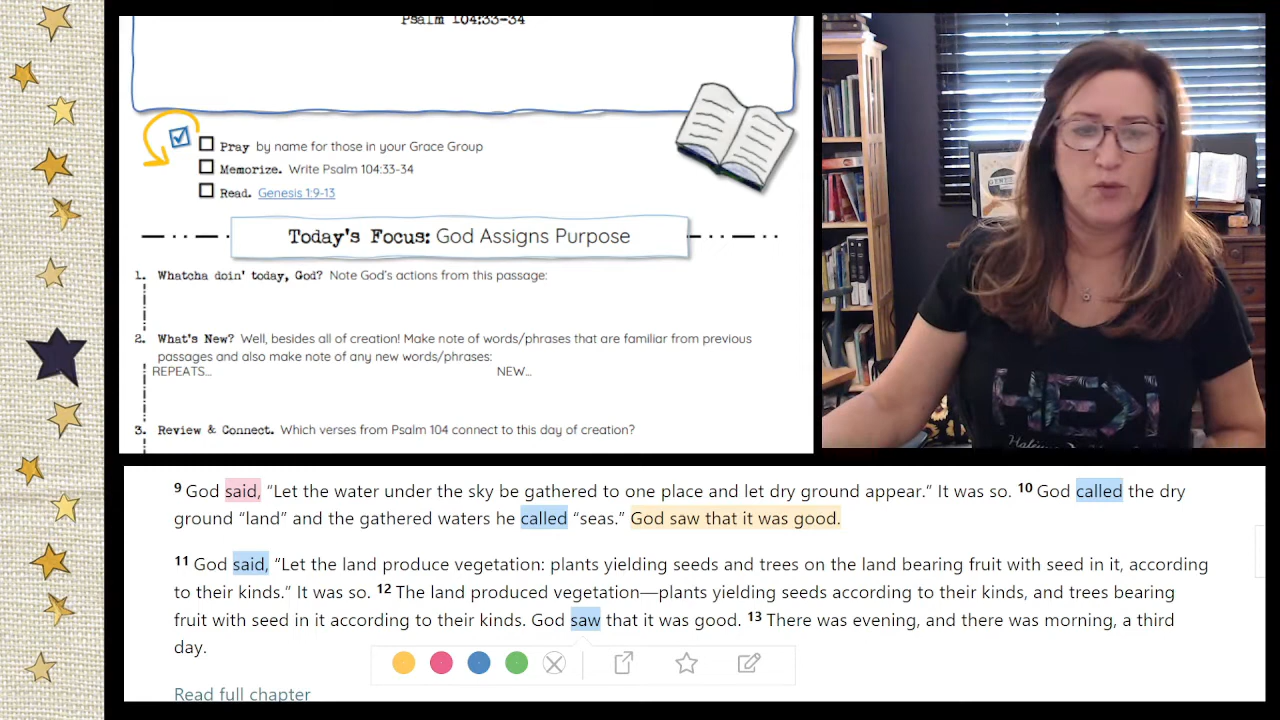 Psalm 104:33-34
Pray by name for those in your Grace Group
Memorize. Write Psalm 104:33-34
Read. Genesis 1:9-13
Today's Focus: God Assigns Purpose
1. Whatcha doin' today, God? Note God's actions from this passage:
2. What's New? Well, besides all of creation! Make note of words/phrases that are familiar from previous
passages and also make note of any new words/phrases:
REPEATS... NEW...
3. Review & Connect. Which verses from Psalm 104 connect to this day of creation?
9 God said, “Let the water under the sky be gathered to one place and let dry ground appear.” It was so. 10 God called the dry
ground “land” and the gathered waters he called “seas.” God saw that it was good.
11 God said, “Let the land produce vegetation: plants yielding seeds and trees on the land bearing fruit with seed in it, according
to their kinds.” It was so. 12 The land produced vegetation—plants yielding seeds according to their kinds, and trees bearing
fruit with seed in it according to their kinds. God saw that it was good. 13 There was evening, and there was morning, a third
day.
Read full chapter